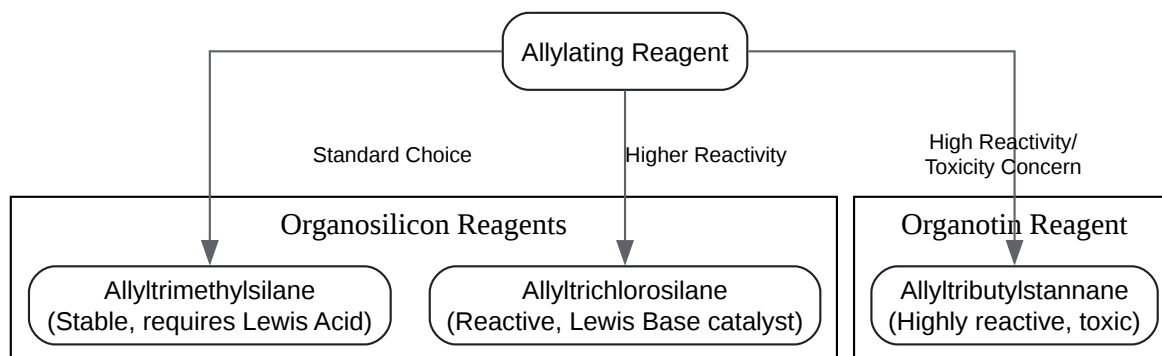 Allylating Reagent
Standard Choice
Higher Reactivity
High Reactivity/
Toxicity Concern
Organosilicon Reagents
Organotin Reagent
Allyltrimethylsilane
(Stable, requires Lewis Acid)
Allyltrichlorosilane
(Reactive, Lewis Base catalyst)
Allyltributylstannane
(Highly reactive, toxic)